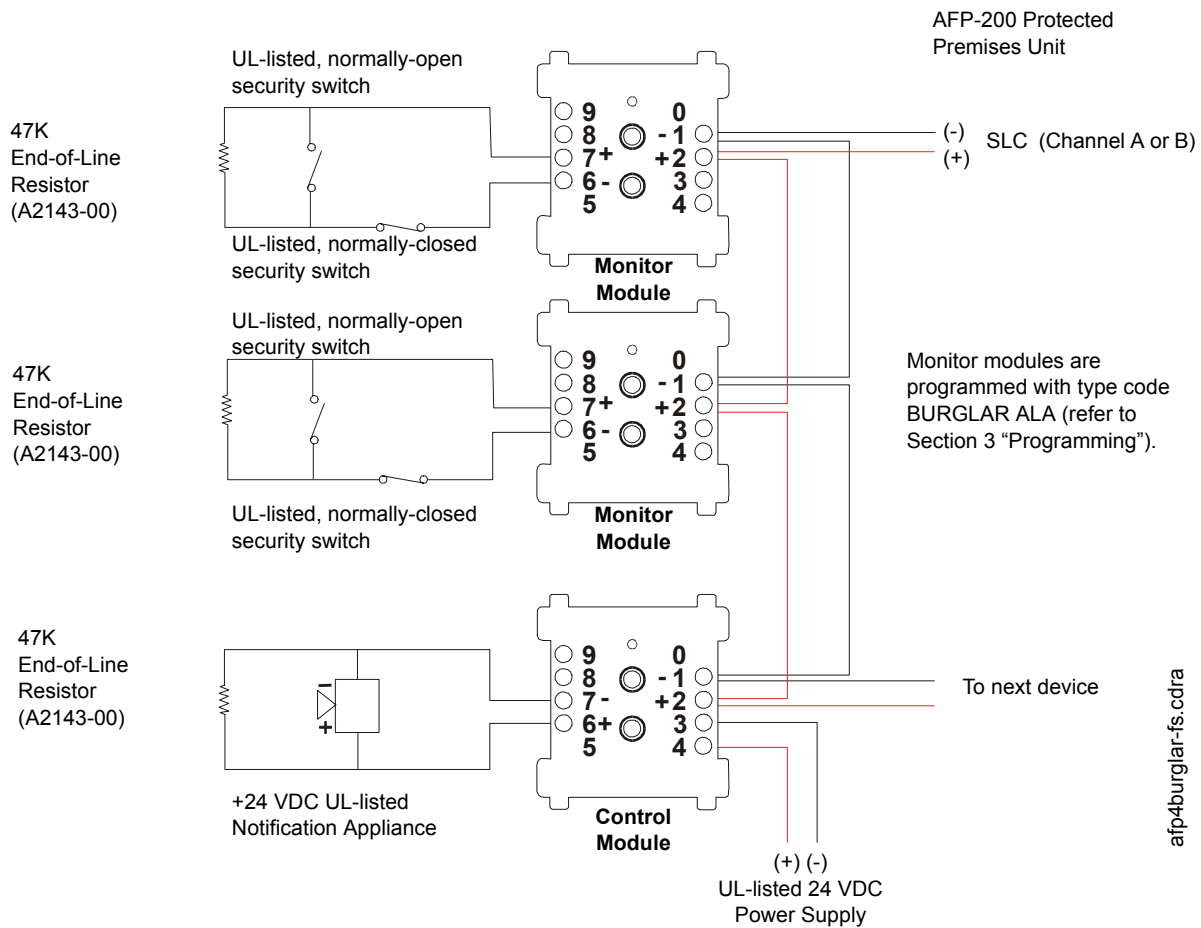 AFP-200 Protected
Premises Unit
UL-listed, normally-open
security switch
47K
End-of-Line
Resistor
(A2143-00)
9 0
8 - 1
7 + + 2
6 - 3
5 4
(-)
(+)
SLC (Channel A or B)
UL-listed, normally-closed
security switch
Monitor
Module
UL-listed, normally-open
security switch
47K
End-of-Line
Resistor
(A2143-00)
9 0
8 - 1
7 + + 2
6 - 3
5 4
Monitor modules are
programmed with type code
BURGLAR ALA (refer to
Section 3 “Programming”).
UL-listed, normally-closed
security switch
Monitor
Module
47K
End-of-Line
Resistor
(A2143-00)
–
+
9 0
8 - 1
7 - + 2
6 + 3
5 4
To next device
+24 VDC UL-listed
Notification Appliance
Control
Module
(+) (-)
UL-listed 24 VDC
Power Supply
afp4burglar-fs.cdra